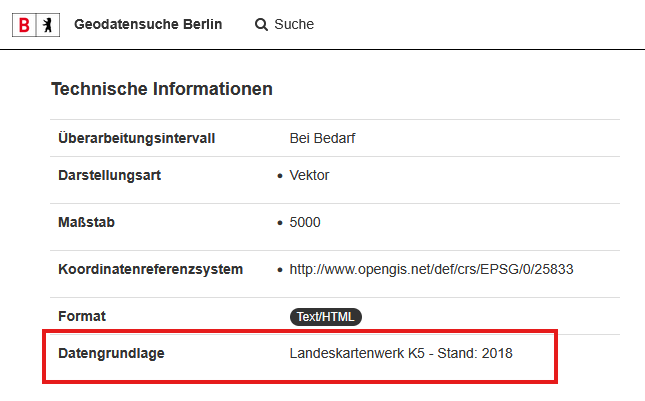 B Geodatensuche Berlin Suche
Technische Informationen
Überarbeitungsintervall Bei Bedarf
Darstellungsart • Vektor
Maßstab • 5000
Koordinatenreferenzsystem • http://www.opengis.net/def/crs/EPSG/0/25833
Format Text/HTML
Datengrundlage Landeskartenwerk K5 - Stand: 2018